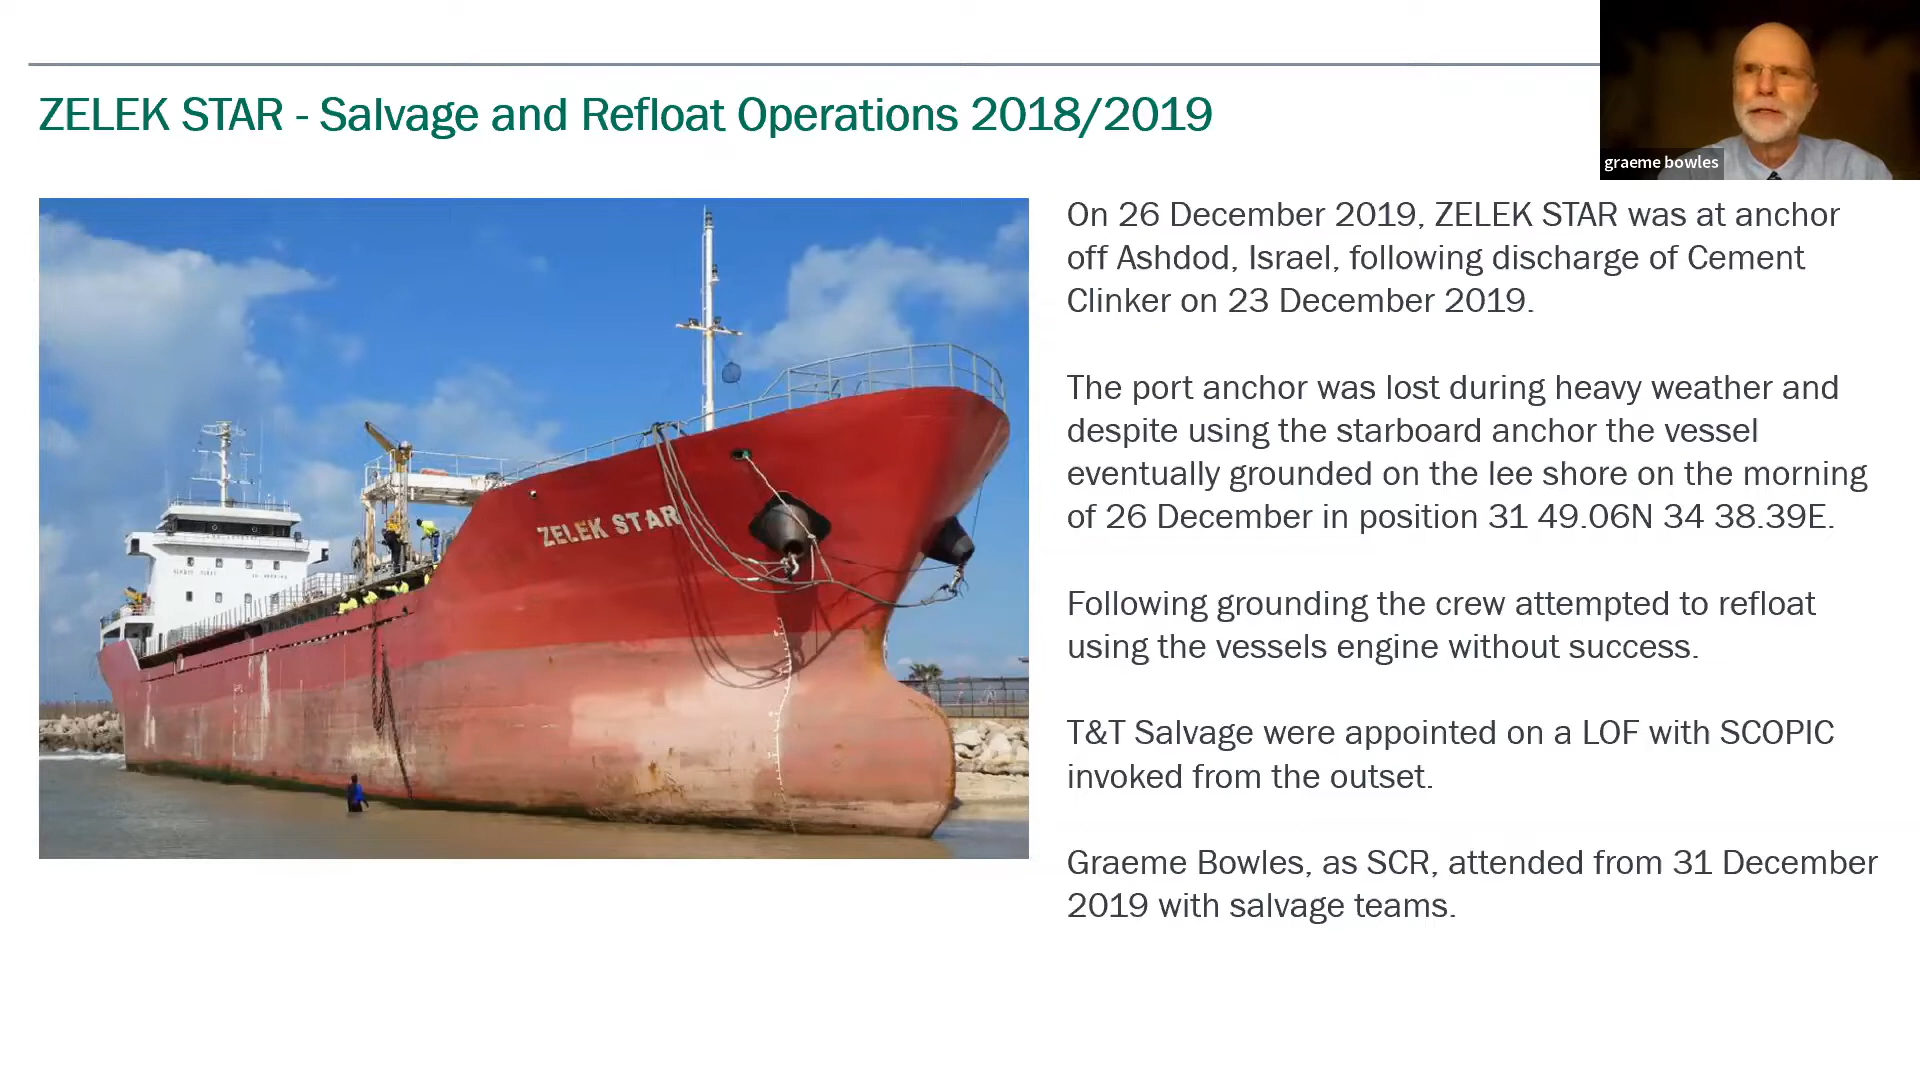 ZELEK STAR - Salvage and Refloat Operations 2018/2019
graeme bowles
On 26 December 2019, ZELEK STAR was at anchor
off Ashdod, Israel, following discharge of Cement
Clinker on 23 December 2019.
The port anchor was lost during heavy weather and
despite using the starboard anchor the vessel
eventually grounded on the lee shore on the morning
of 26 December in position 31 49.06N 34 38.39E.
Following grounding the crew attempted to refloat
using the vessels engine without success.
T&T Salvage were appointed on a LOF with SCOPIC
invoked from the outset.
Graeme Bowles, as SCR, attended from 31 December
2019 with salvage teams.
ZELEK STAR